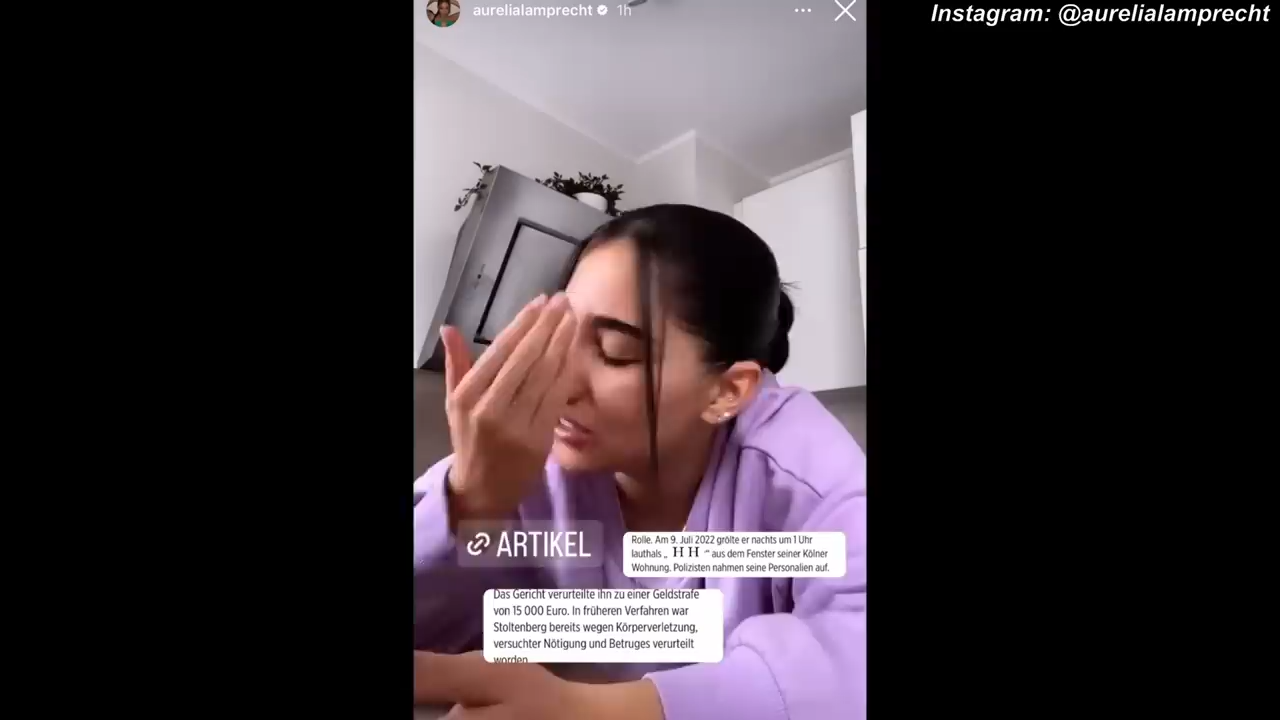 aurelialamprecht 1h
Instagram: @aurelialamprecht
ARTIKEL
Rolle. Am 9. Juli 2022 grölte er nachts um 1 Uhr
lauthals „ H H “ aus dem Fenster seiner Kölner
Wohnung. Polizisten nahmen seine Personalien auf.
Das Gericht verurteilte ihn zu einer Geldstrafe
von 15 000 Euro. In früheren Verfahren war
Stoltenberg bereits wegen Körperverletzung,
versuchter Nötigung und Betruges verurteilt
worden